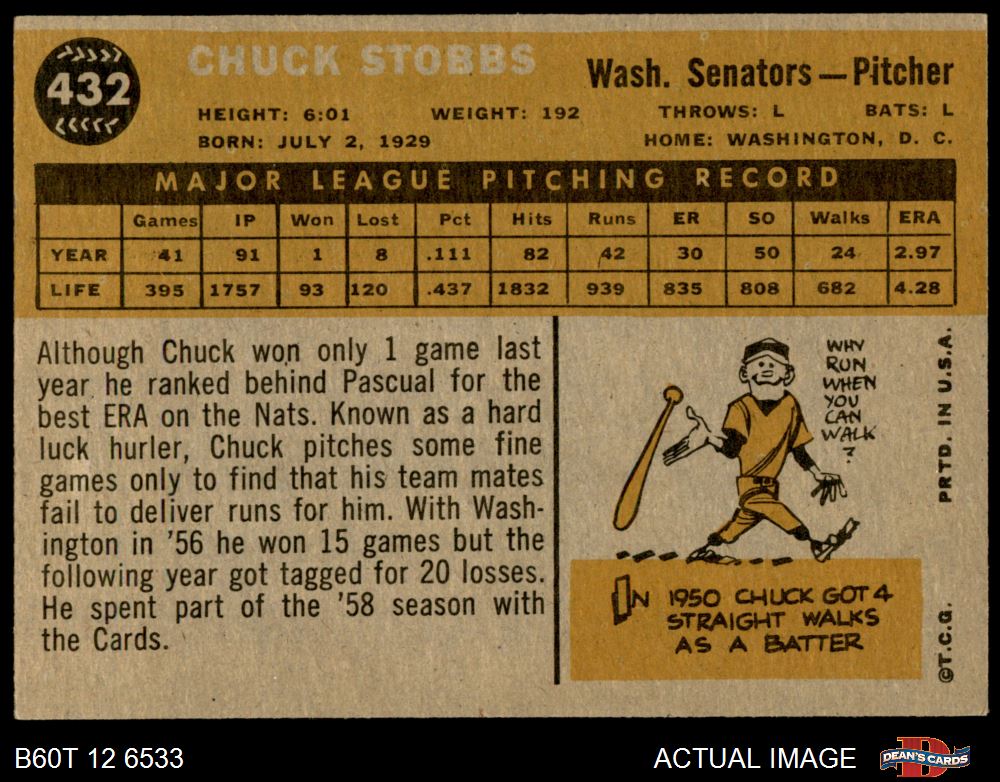 432
CHUCK STOBBS
Wash. Senators—Pitcher
HEIGHT: 6:01 WEIGHT: 192 THROWS: L BATS: L
BORN: JULY 2, 1929 HOME: WASHINGTON, D. C.
MAJOR LEAGUE PITCHING RECORD
Games IP Won Lost Pct Hits Runs ER SO Walks ERA
YEAR 41 91 1 8 .111 82 42 30 50 24 2.97
LIFE 395 1757 93 120 .437 1832 939 835 808 682 4.28
Although Chuck won only 1 game last
year he ranked behind Pascual for the
best ERA on the Nats. Known as a hard
luck hurler, Chuck pitches some fine
games only to find that his team mates
fail to deliver runs for him. With Wash-
ington in '56 he won 15 games but the
following year got tagged for 20 losses.
He spent part of the '58 season with
the Cards.
WHY
RUN
WHEN
YOU
CAN
WALK
?
IN 1950 CHUCK GOT 4
STRAIGHT WALKS
AS A BATTER
PRTD. IN U.S.A.
©T.C.G.
B60T 12 6533
ACTUAL IMAGE
DEAN'S CARDS